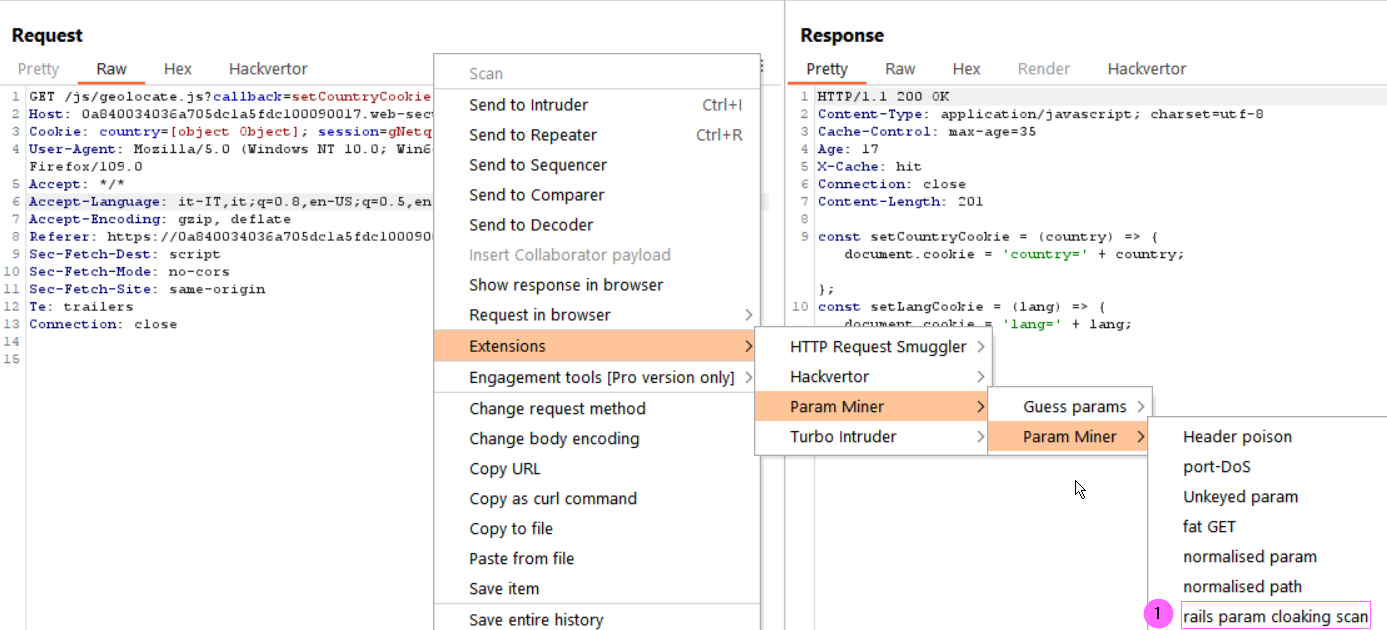 Request
Pretty Raw Hex Hackvertor
1 GET /js/geolocate.js?callback=setCountryCookie
2 Host: 0a840034036a705dc1a5fdc100090017.web-sec
3 Cookie: country=[object Object]; session=gNetq
4 User-Agent: Mozilla/5.0 (Windows NT 10.0; Win6
Firefox/109.0
5 Accept: */*
6 Accept-Language: it-IT,it;q=0.8,en-US;q=0.5,en
7 Accept-Encoding: gzip, deflate
8 Referer: https://0a840034036a705dc1a5fdc100090
9 Sec-Fetch-Dest: script
10 Sec-Fetch-Mode: no-cors
11 Sec-Fetch-Site: same-origin
12 Te: trailers
13 Connection: close
14
15
Scan
Send to Intruder Ctrl+I
Send to Repeater Ctrl+R
Send to Sequencer
Send to Comparer
Send to Decoder
Insert Collaborator payload
Show response in browser
Request in browser
Extensions
Engagement tools [Pro version only]
Change request method
Change body encoding
Copy URL
Copy as curl command
Copy to file
Paste from file
Save item
Save entire history
HTTP Request Smuggler
Hackvertor
Param Miner
Turbo Intruder
Guess params
Param Miner
Header poison
port-DoS
Unkeyed param
fat GET
normalised param
normalised path
1 rails param cloaking scan
Response
Pretty Raw Hex Render Hackvertor
1 HTTP/1.1 200 OK
2 Content-Type: application/javascript; charset=utf-8
3 Cache-Control: max-age=35
4 Age: 17
5 X-Cache: hit
6 Connection: close
7 Content-Length: 201
8
9 const setCountryCookie = (country) => {
document.cookie = 'country=' + country;
};
10 const setLangCookie = (lang) => {
document.cookie = 'lang=' + lang;